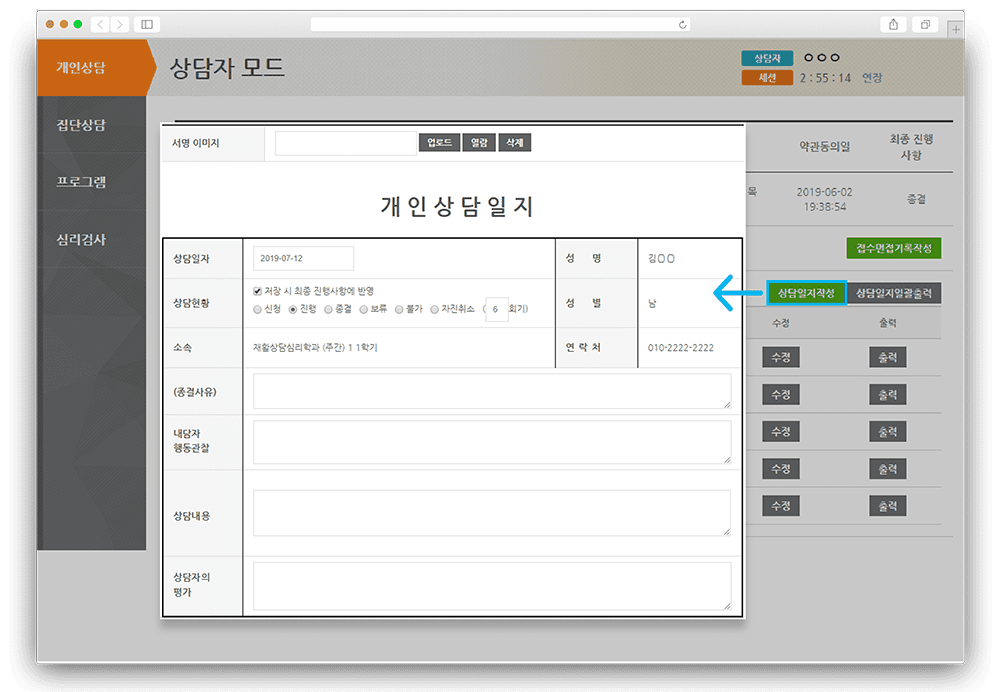 개인상담
상담자 모드
상담자 ○○○
세션 2 : 55 : 14 연장
집단상담
프로그램
심리검사
서명 이미지 업로드 열람 삭제
개인상담일지
상담일자 2019-07-12 성 명 김○○
상담현황
저장 시 최종 진행사항에 반영
신청 진행 종결 보류 불가 자진취소 ( 6 회기)
성 별 남
소속 재활상담심리학과 (주간) 1 1학기 연 락 처 010-2222-2222
(종결사유)
내담자
행동관찰
상담내용
상담자의
평가
약관동의일
최종 진행
사항
목
2019-06-02
19:38:54
종결
접수면접기록작성
상담일지작성 상담일지일괄출력
수정 출력
수정 출력
수정 출력
수정 출력
수정 출력
수정 출력